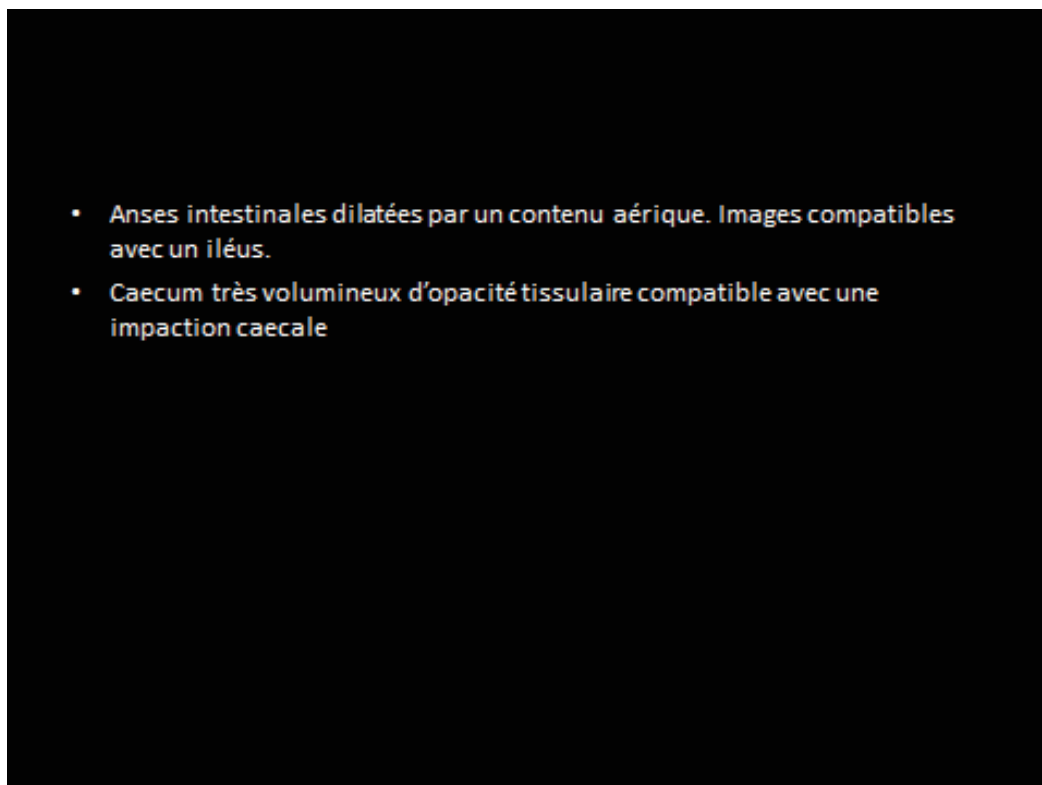 • Anses intestinales dilatées par un contenu aérique. Images compatibles
avec un iléus.
• Caecum très volumineux d’opacité tissulaire compatible avec une
impaction caecale